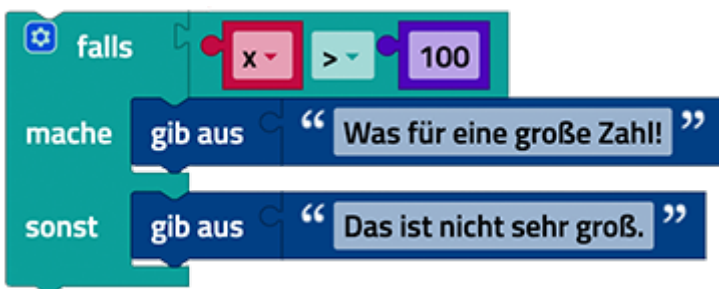 falls x > 100
mache gib aus “ Was für eine große Zahl! ”
sonst gib aus “ Das ist nicht sehr groß. ”